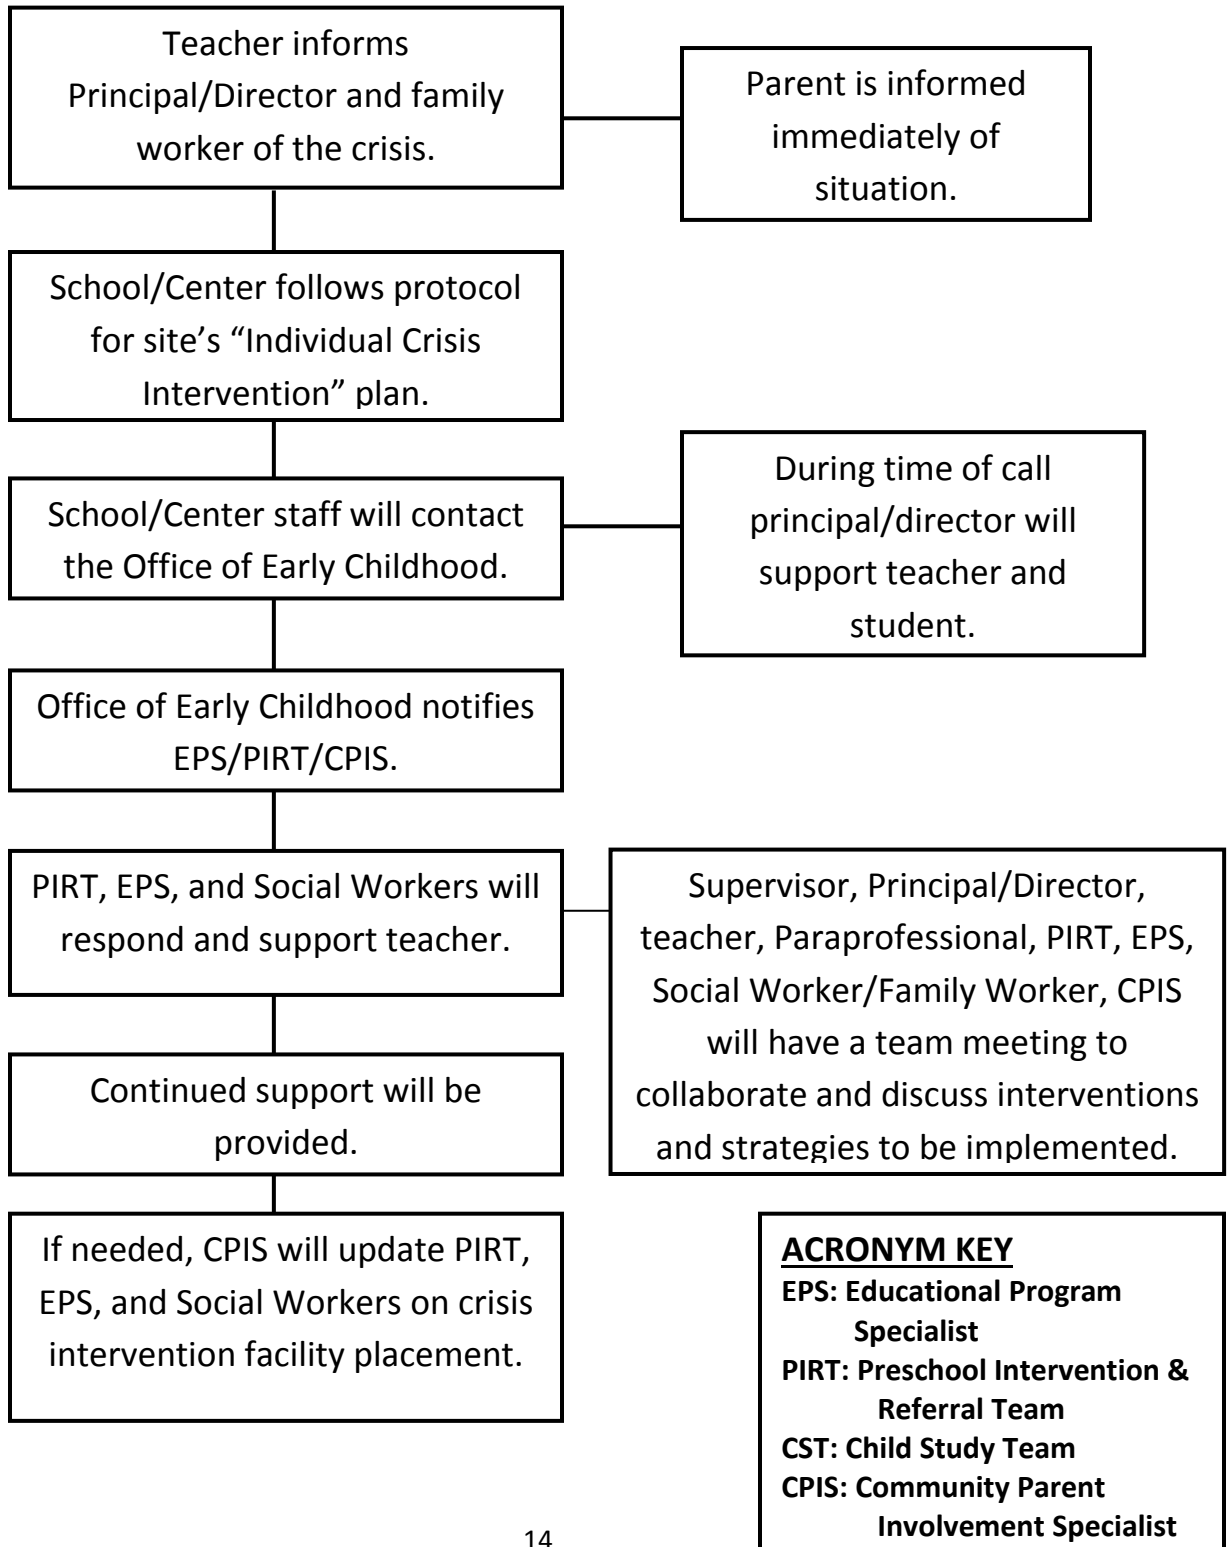 Teacher informs
Principal/Director and family
worker of the crisis.
Parent is informed
immediately of
situation.
School/Center follows protocol
for site’s “Individual Crisis
Intervention” plan.
School/Center staff will contact
the Office of Early Childhood.
During time of call
principal/director will
support teacher and
student.
Office of Early Childhood notifies
EPS/PIRT/CPIS.
PIRT, EPS, and Social Workers will
respond and support teacher.
Supervisor, Principal/Director,
teacher, Paraprofessional, PIRT, EPS,
Social Worker/Family Worker, CPIS
will have a team meeting to
collaborate and discuss interventions
and strategies to be implemented.
Continued support will be
provided.
If needed, CPIS will update PIRT,
EPS, and Social Workers on crisis
intervention facility placement.
ACRONYM KEY
EPS: Educational Program
Specialist
PIRT: Preschool Intervention &
Referral Team
CST: Child Study Team
CPIS: Community Parent
Involvement Specialist
14